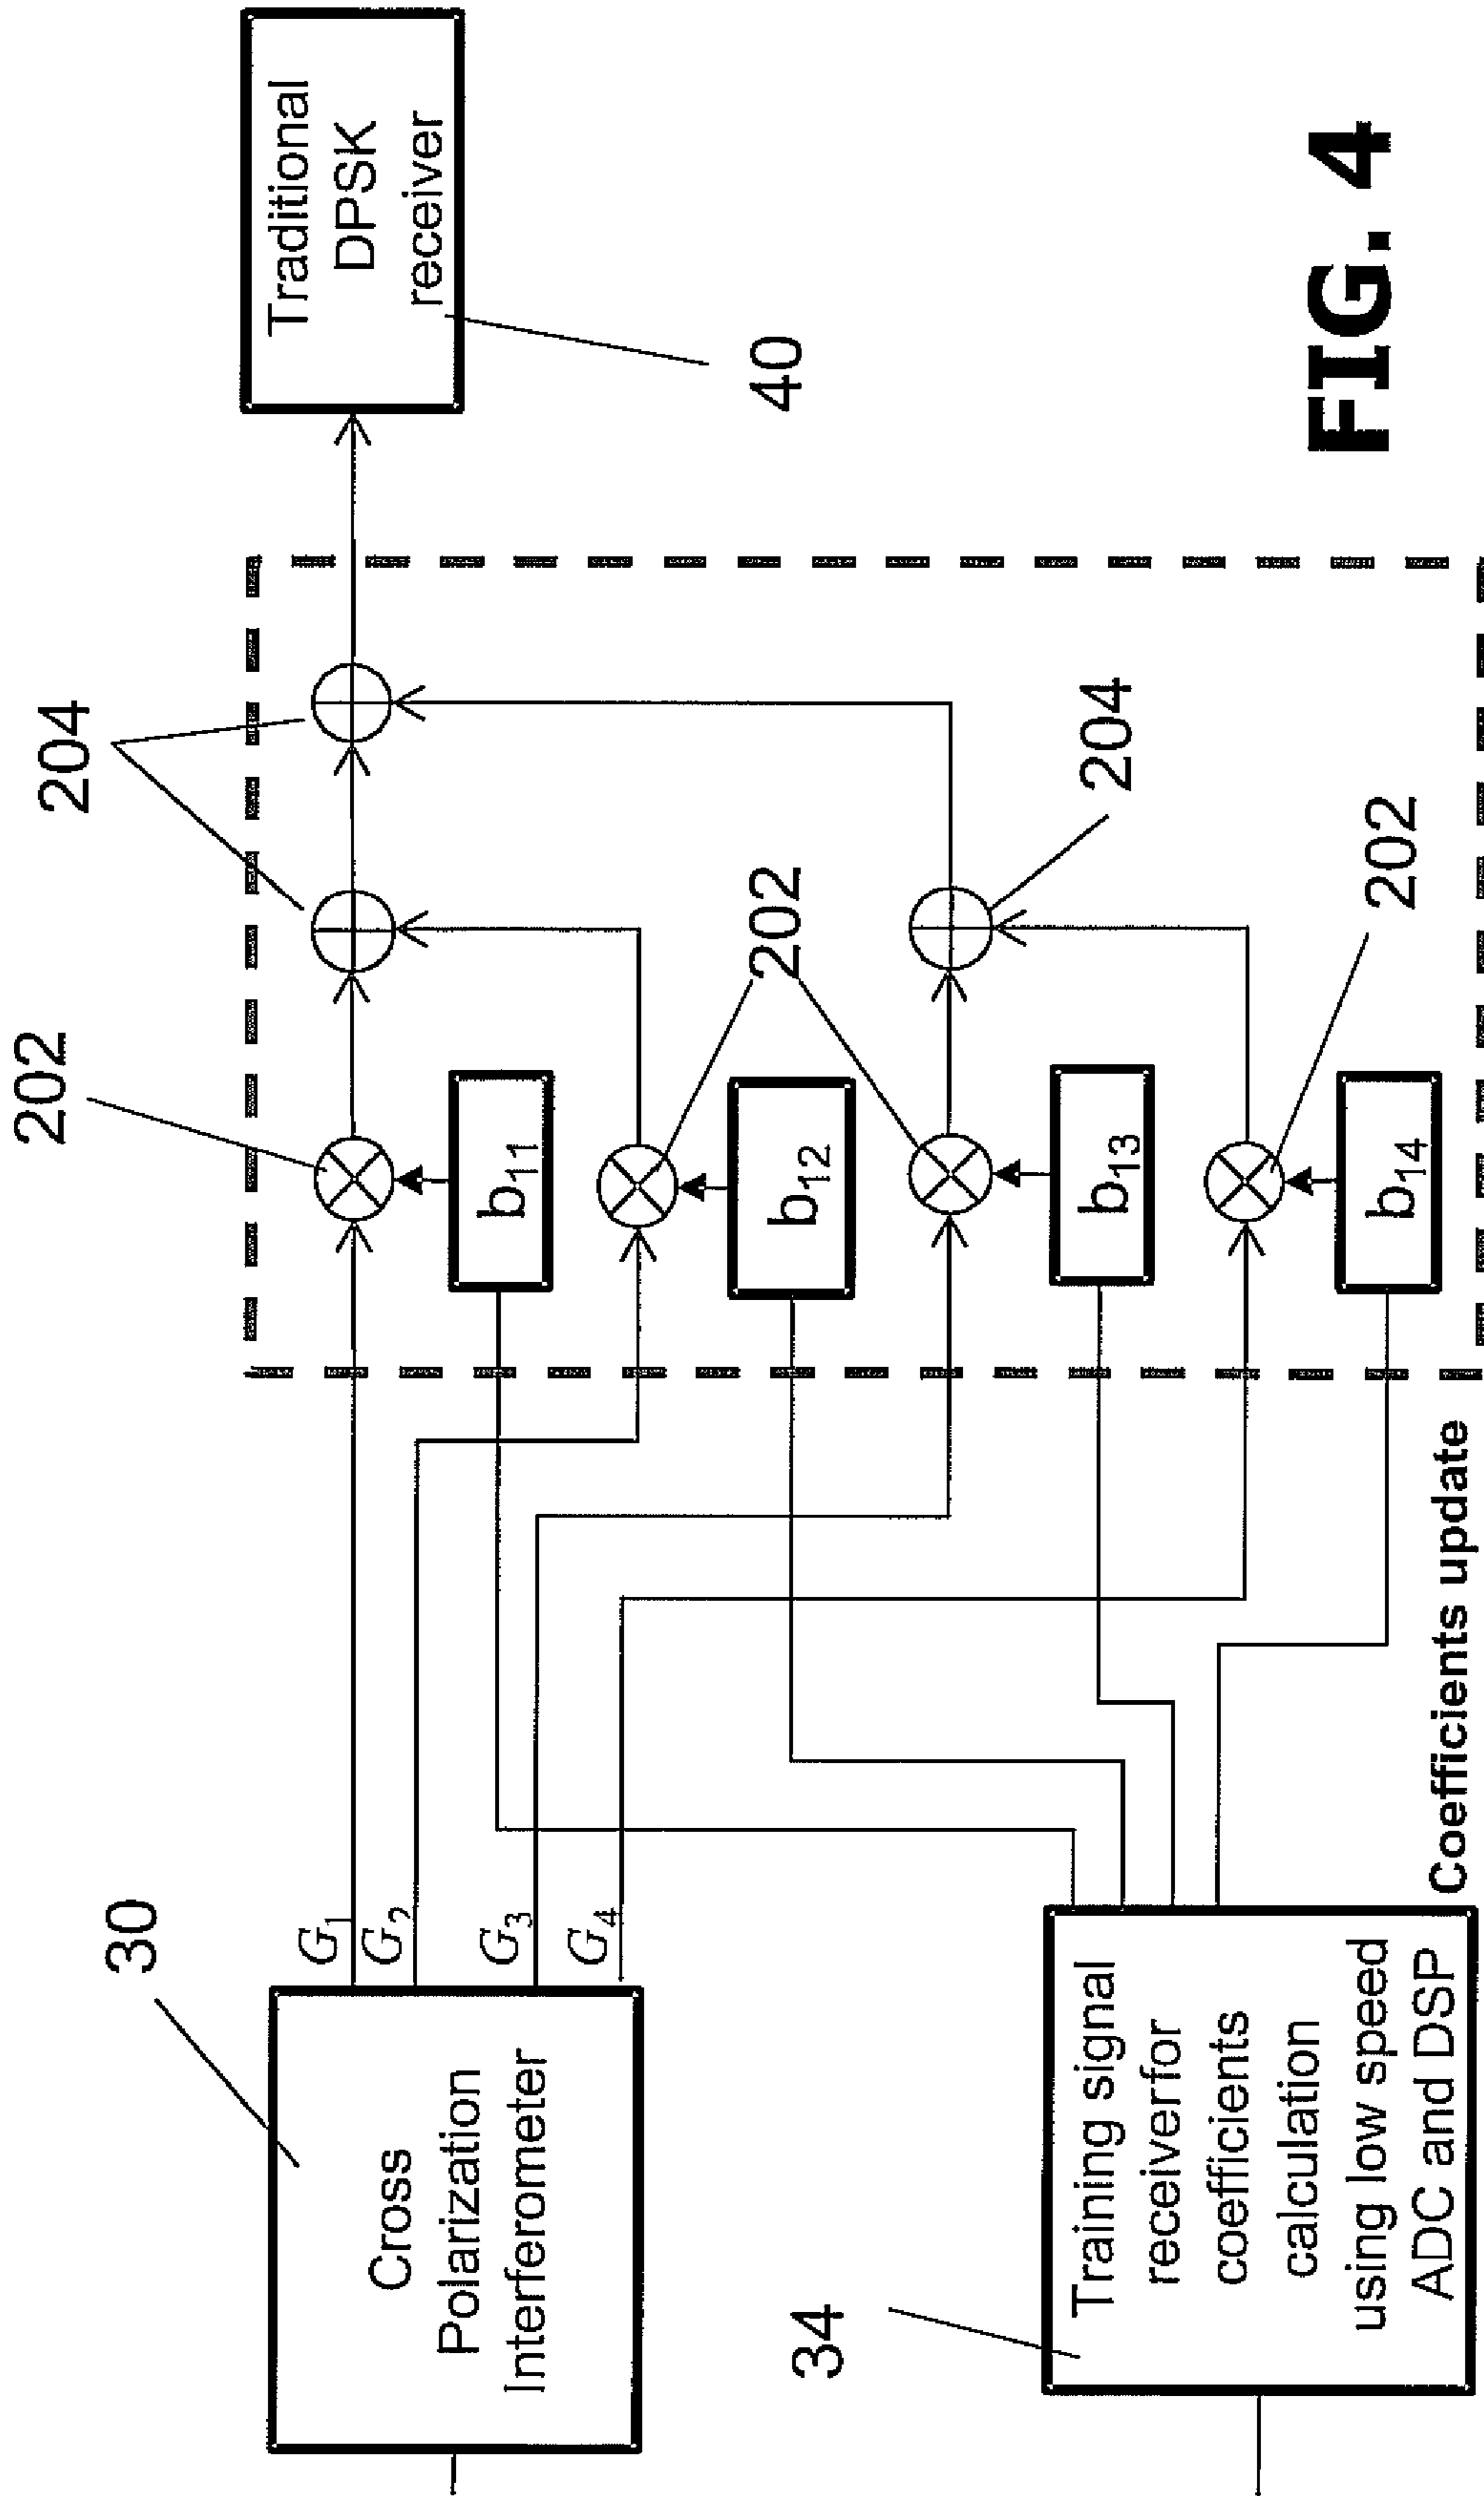 30
Cross
Polarization
Interferometer
G1
G2
G3
G4
34
Training signal
receiverfor
coefficients
calculation
using low speed
ADC and DSP
Coefficients update
202
b11
b12
202
b13
b14
202
204
204
Traditional
DPSK
receiver
40
FIG. 4